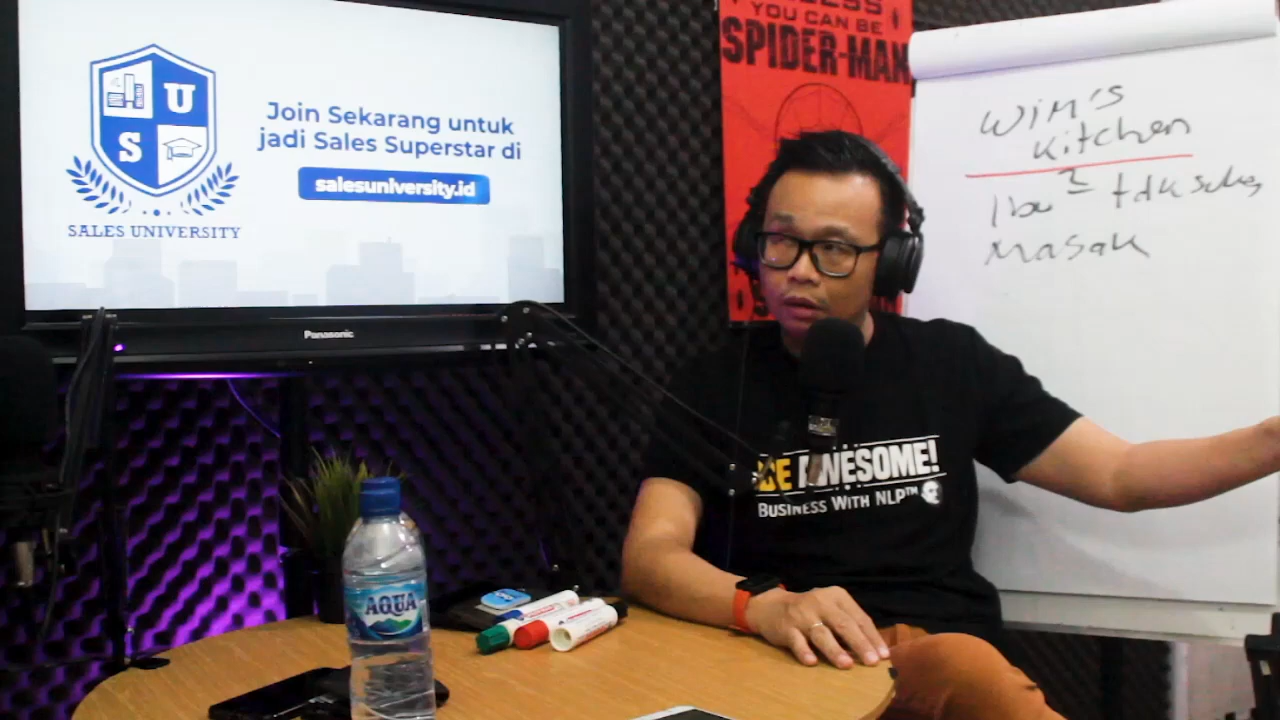 U
S
SALES UNIVERSITY
Join Sekarang untuk
jadi Sales Superstar di
salesuniversity.id
Panasonic
YOU CAN BE
SPIDER-MAN
WIM'S
Kitchen
Ibu2 tdk suka
masak
BE AWESOME!
BUSINESS WITH NLP™
AQUA